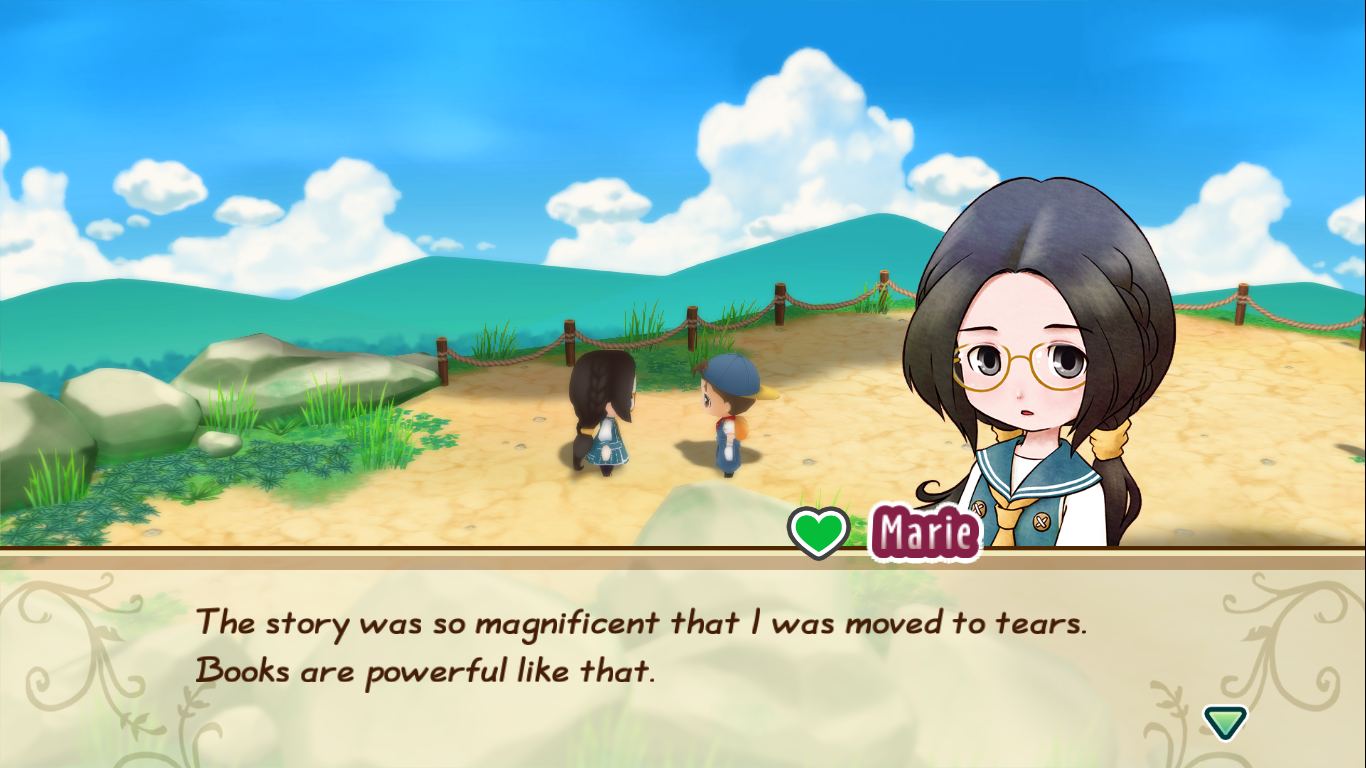 Marie
The story was so magnificent that I was moved to tears.
Books are powerful like that.